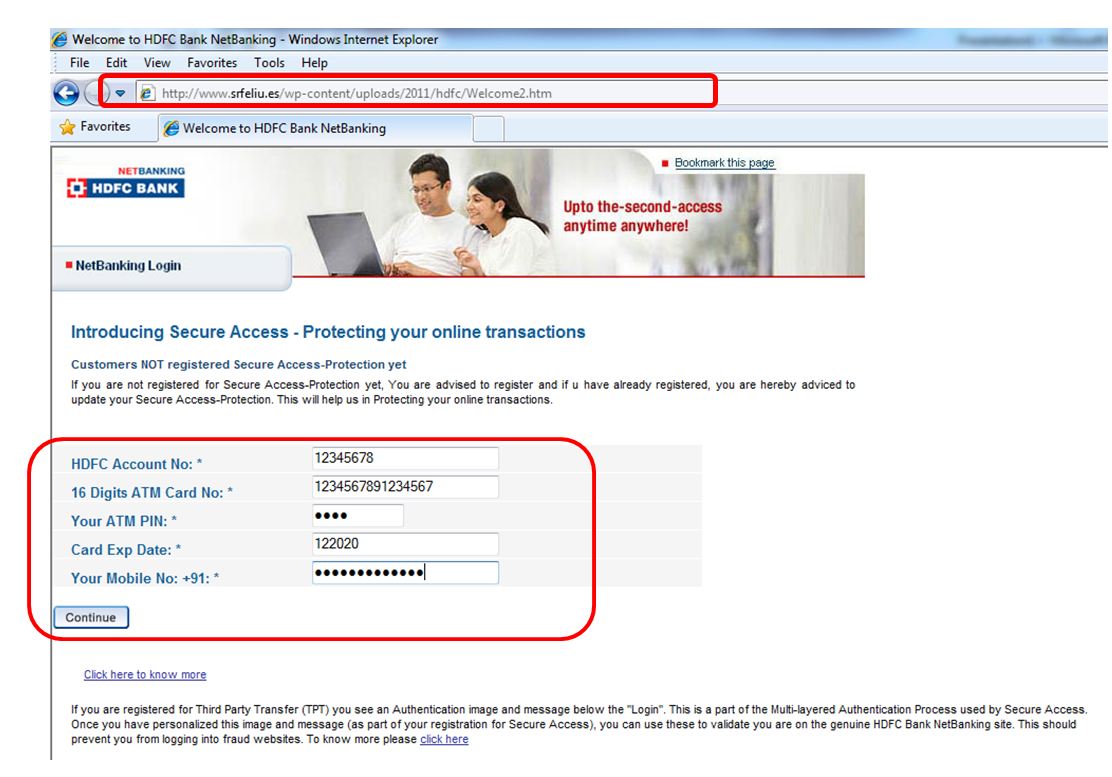 Welcome to HDFC Bank NetBanking - Windows Internet Explorer
File Edit View Favorites Tools Help
http://www.srfeliu.es/wp-content/uploads/2011/hdfc/Welcome2.htm
Favorites Welcome to HDFC Bank NetBanking
Bookmark this page
NETBANKING
HDFC BANK
Upto the-second-access
anytime anywhere!
NetBanking Login
Introducing Secure Access - Protecting your online transactions
Customers NOT registered Secure Access-Protection yet
If you are not registered for Secure Access-Protection yet, You are advised to register and if u have already registered, you are hereby adviced to
update your Secure Access-Protection. This will help us in Protecting your online transactions.
HDFC Account No: * 12345678
16 Digits ATM Card No: * 1234567891234567
Your ATM PIN: * ••••
Card Exp Date: * 122020
Your Mobile No: +91: * •••••••••••••
Continue
Click here to know more
If you are registered for Third Party Transfer (TPT) you see an Authentication image and message below the "Login". This is a part of the Multi-layered Authentication Process used by Secure Access.
Once you have personalized this image and message (as part of your registration for Secure Access), you can use these to validate you are on the genuine HDFC Bank NetBanking site. This should
prevent you from logging into fraud websites. To know more please click here